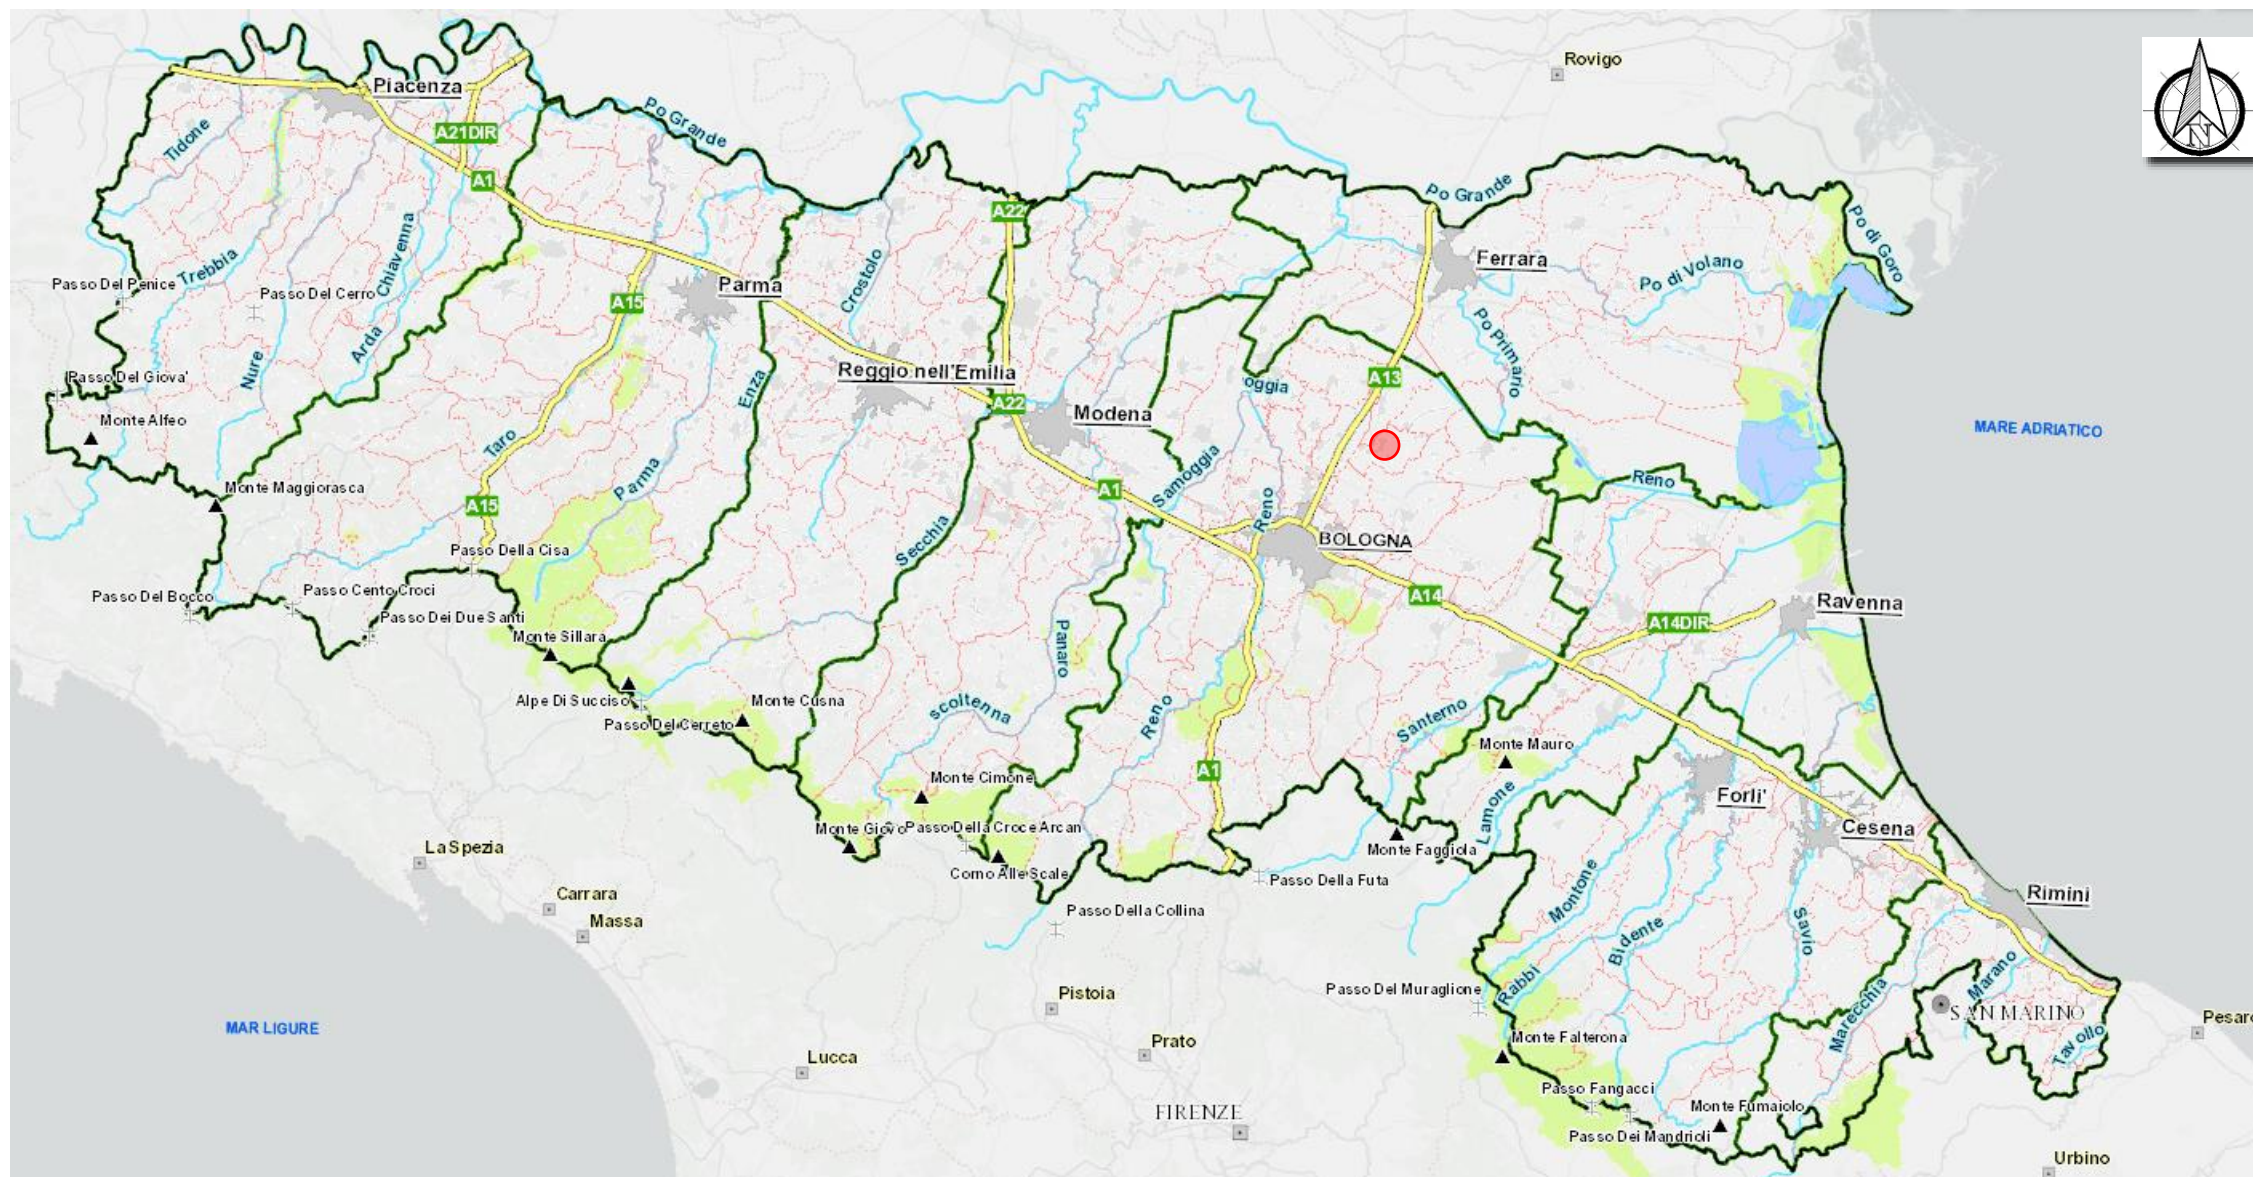 Rovigo
Piacenza
N
Po Grande
Tidone
A21DIR
A1
Po Grande
A22
Po di Goro
Chiavenna
Trebbia
Ferrara
Po di Volano
Passo Del Penice
Passo Del Cerro
Crostolo
Parma
A15
Po Primario
Arda
Nure
Reggio nell'Emilia
Passo Del Giova'
Enza
oggia
A13
A22
Modena
Monte Alfeo
MARE ADRIATICO
Taro
Parma
Samoggia
Monte Maggiorasca
A1
Reno
A15
Reno
Secchia
BOLOGNA
Passo Della Cisa
Passo Cento Croci
Passo Del Bocco
A14
Ravenna
Passo Dei Due Santi
A14DIR
Monte Sillara
Panaro
Alpe Di Succiso
Monte Cusna
scoltenna
Reno
Santerno
Passo Del Cerreto
Monte Mauro
A1
Monte Cimone
Forli'
Lamone
Monte Giovo
Passo Della Croce Arcan
Cesena
La Spezia
Monte Faggiola
Corno Alle Scale
Passo Della Futa
Carrara
Montone
Rimini
Massa
Passo Della Collina
Bidente
Savio
Rabbi
Marano
Passo Del Muraglione
Pistoia
Marecchia
SAN MARINO
Pesaro
MAR LIGURE
Prato
Monte Falterona
Tavollo
Lucca
Passo Fangacci
FIRENZE
Monte Fumaiolo
Passo Dei Mandrioli
Urbino